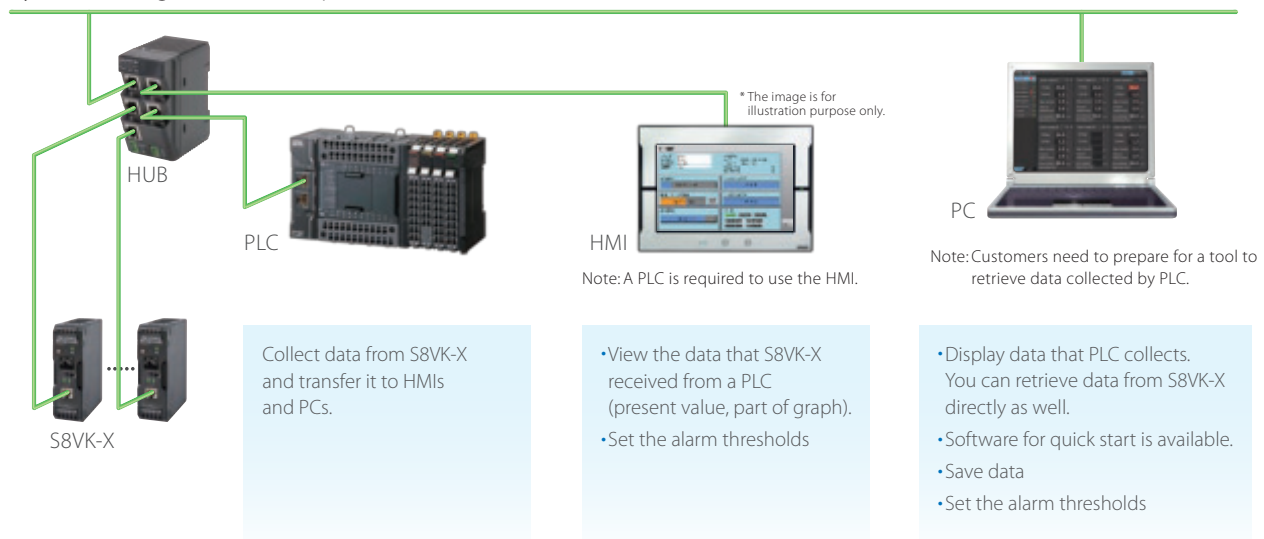 * The image is for
illustration purpose only.
HUB
PLC
HMI
PC
Note: A PLC is required to use the HMI.
Note: Customers need to prepare for a tool to
retrieve data collected by PLC.
S8VK-X
Collect data from S8VK-X
and transfer it to HMIs
and PCs.
・View the data that S8VK-X
received from a PLC
(present value, part of graph).
・Set the alarm thresholds
・Display data that PLC collects.
You can retrieve data from S8VK-X
directly as well.
・Software for quick start is available.
・Save data
・Set the alarm thresholds